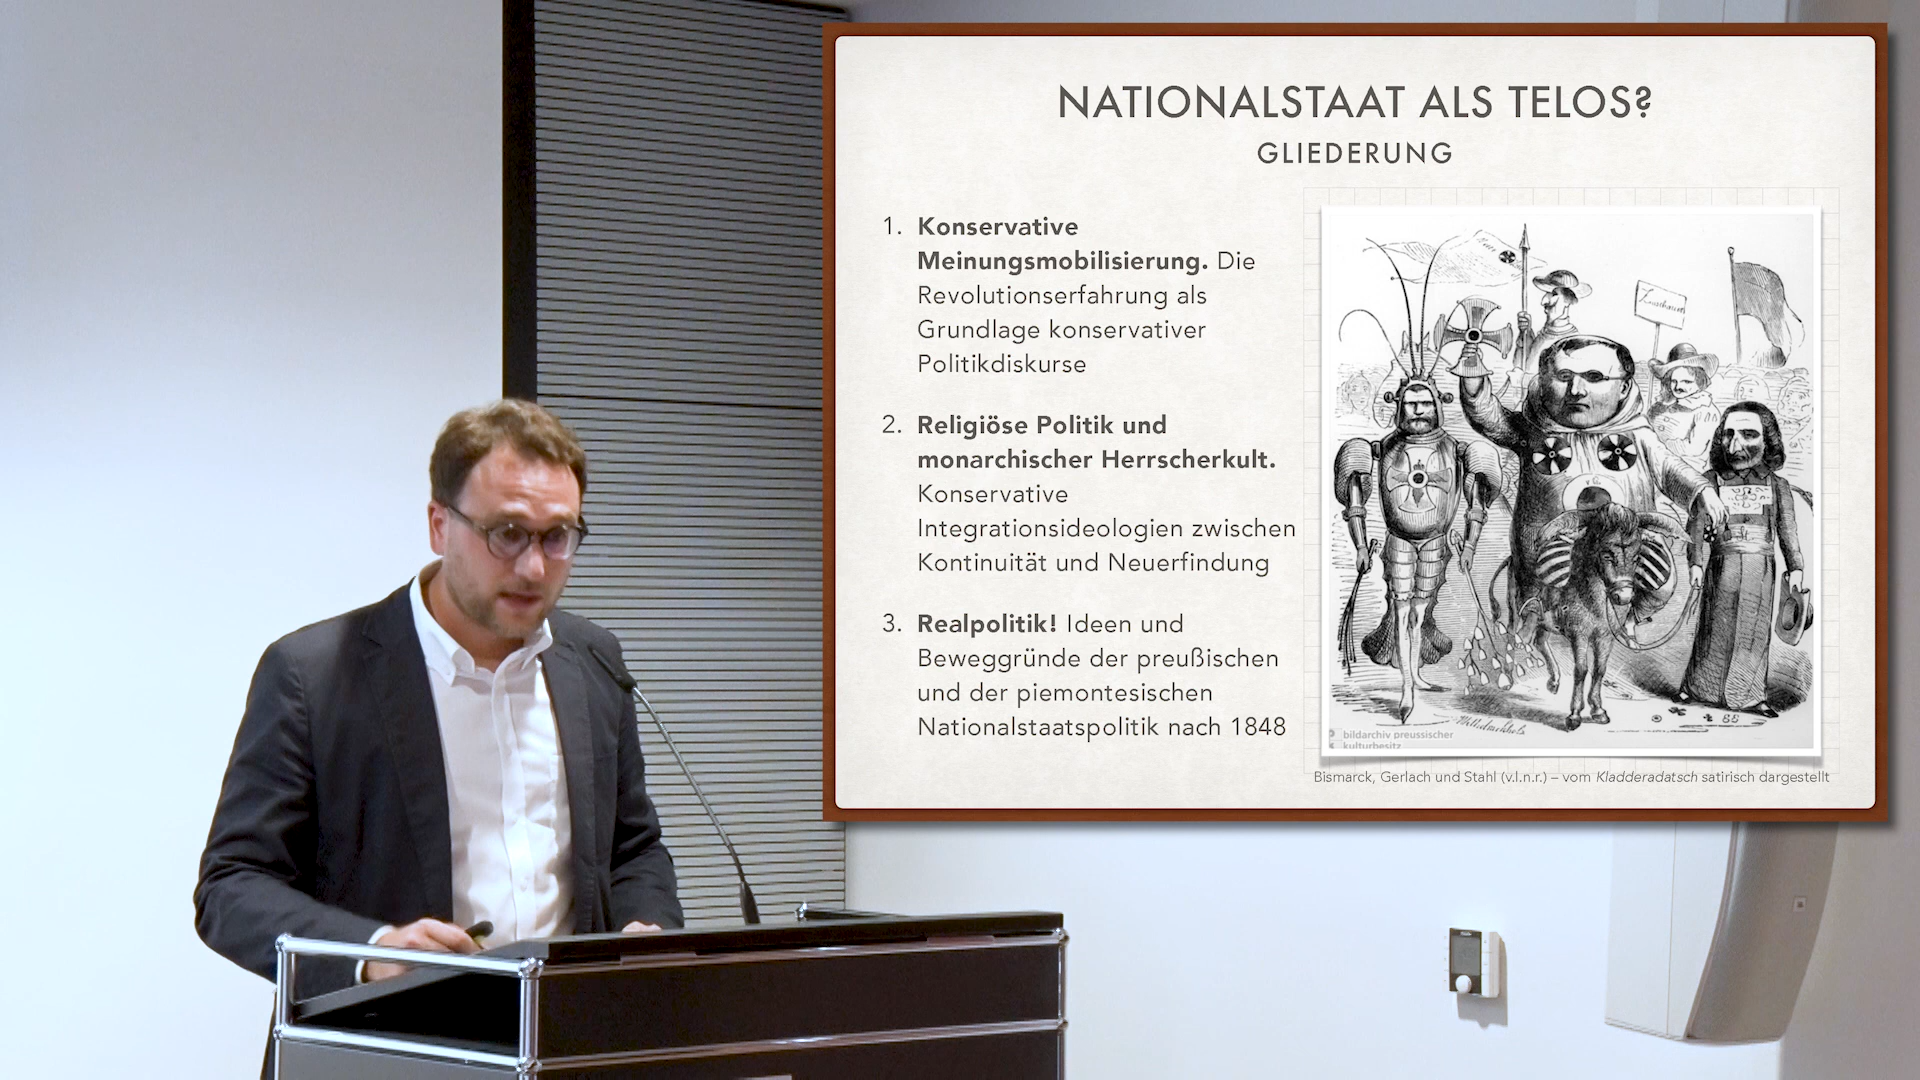 NATIONALSTAAT ALS TELOS?
GLIEDERUNG
1. Konservative
Meinungsmobilisierung. Die
Revolutionserfahrung als
Grundlage konservativer
Politikdiskurse
2. Religiöse Politik und
monarchischer Herrscherkult.
Konservative
Integrationsideologien zwischen
Kontinuität und Neuerfindung
3. Realpolitik! Ideen und
Beweggründe der preußischen
und der piemontesischen
Nationalstaatspolitik nach 1848
bildarchiv preussischer
kulturbesitz
Bismarck, Gerlach und Stahl (v.l.n.r.) – vom Kladderadatsch satirisch dargestellt